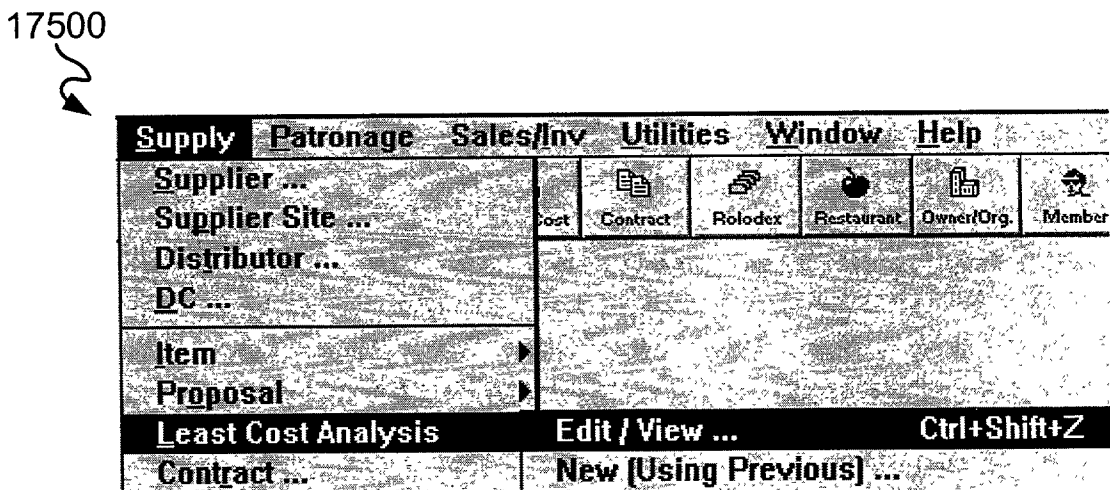 17500
Supply Patronage Sales/Inv Utilities Window Help
Supplier ...
Cost Contract Rolodex Restaurant Owner/Org. Member
Supplier Site ...
Distributor ...
DC ...
Item
Proposal
Least Cost Analysis Edit / View ... Ctrl+Shift+Z
Contract ... New (Using Previous) ...